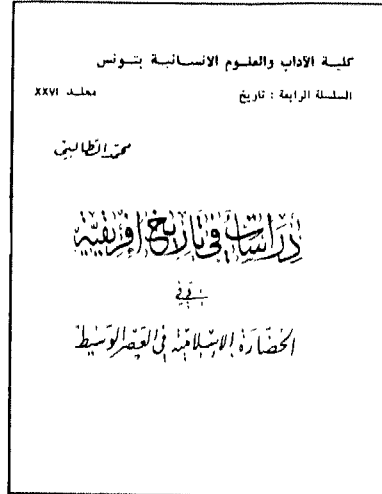 كلية الآداب والعلوم الانسانية بتونس
السلسلة الرابعة : تاريخ
مجلد XXVI
محمد الطالبي
دراسات في تاريخ إفريقية
وفي
الحضارة الإسلامية في العصر الوسيط